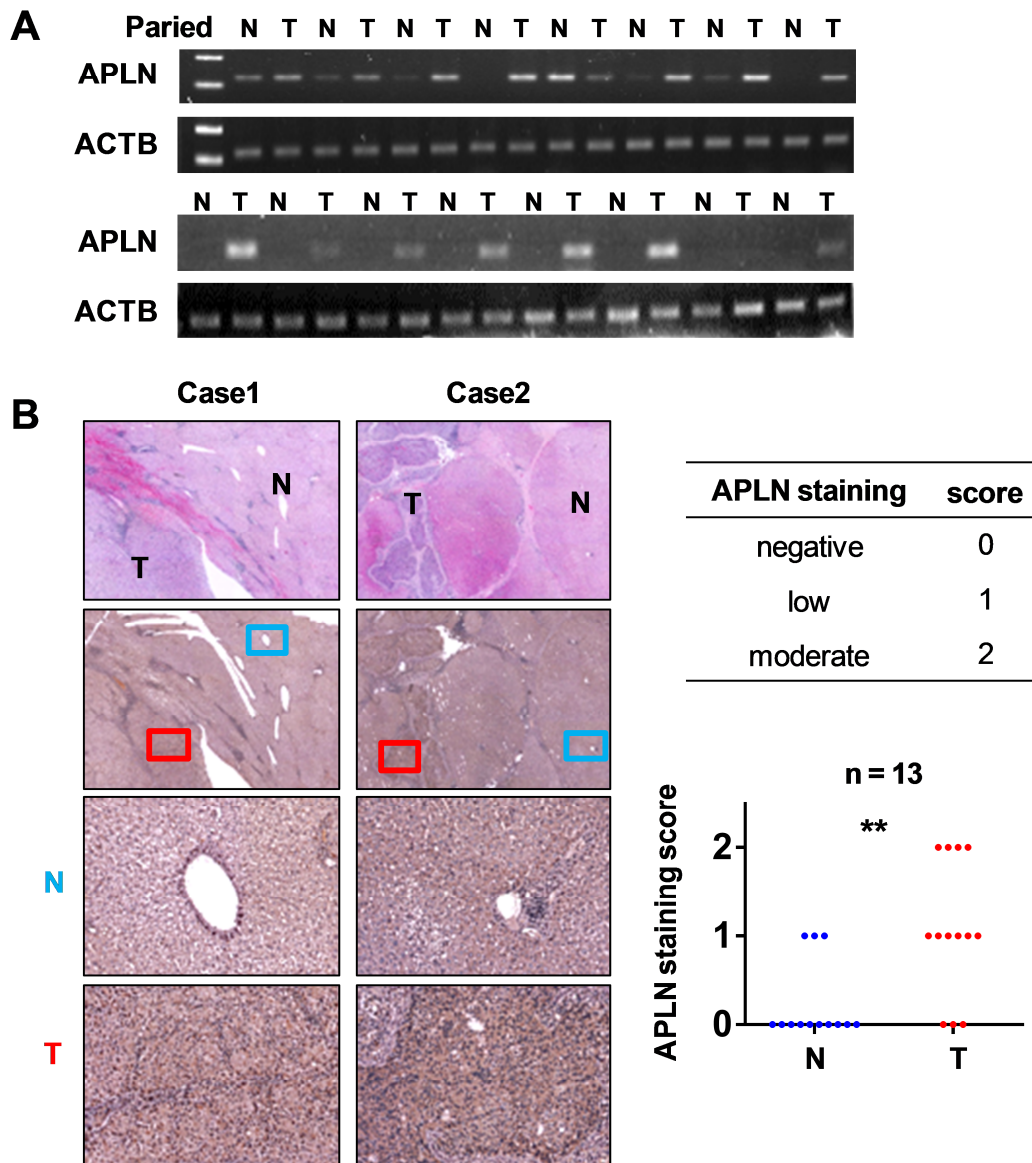 A
Paried N T N T N T N T N T N T N T N T
APLN
ACTB
N T N T N T N T N T N T N T N T
APLN
ACTB
B
Case1 Case2
N
T
T
N
N
T
APLN staining score
negative 0
low 1
moderate 2
n = 13
**
APLN staining score
2
1
0
N T